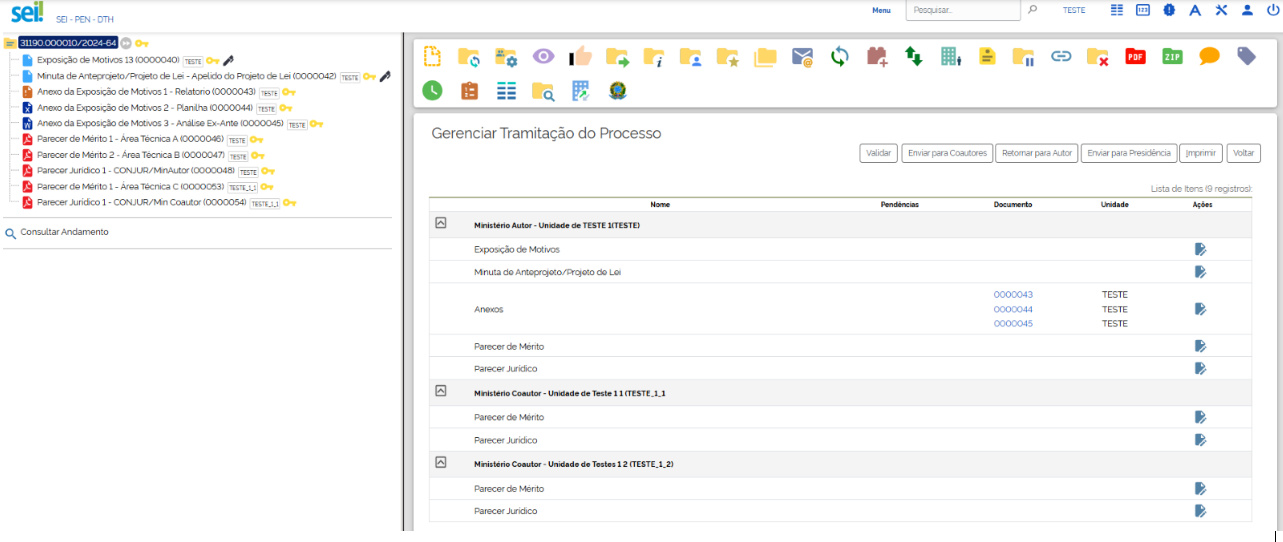 sei!
SEI - PEN - DTH
Menu
Pesquisar...
TESTE
31190.000010/2024-64
Exposição de Motivos 13 (0000040) TESTE
Minuta de Anteprojeto/Projeto de Lei - Apelido do Projeto de Lei (0000042) TESTE
Anexo da Exposição de Motivos 1 - Relatorio (0000043) TESTE
Anexo da Exposição de Motivos 2 - Planilha (0000044) TESTE
Anexo da Exposição de Motivos 3 - Análise Ex-Ante (0000045) TESTE
Parecer de Mérito 1 - Área Técnica A (0000046) TESTE
Parecer de Mérito 2 - Área Técnica B (0000047) TESTE
Parecer Jurídico 1 - CONJUR/MinAutor (0000048) TESTE
Parecer de Mérito 1 - Área Técnica C (0000053) TESTE_1_1
Parecer Jurídico 1 - CONJUR/Min Coautor (0000054) TESTE_1_1
Consultar Andamento
PDF
ZIP
Gerenciar Tramitação do Processo
Validar
Enviar para Coautores
Retornar para Autor
Enviar para Presidência
Imprimir
Voltar
Lista de Itens (9 registros):
Nome Pendências Documento Unidade Ações
Ministério Autor - Unidade de TESTE 1(TESTE)
Exposição de Motivos
Minuta de Anteprojeto/Projeto de Lei
Anexos
0000043 TESTE
0000044 TESTE
0000045 TESTE
Parecer de Mérito
Parecer Jurídico
Ministério Coautor - Unidade de Teste 1 1 (TESTE_1_1
Parecer de Mérito
Parecer Jurídico
Ministério Coautor - Unidade de Testes 1 2 (TESTE_1_2)
Parecer de Mérito
Parecer Jurídico